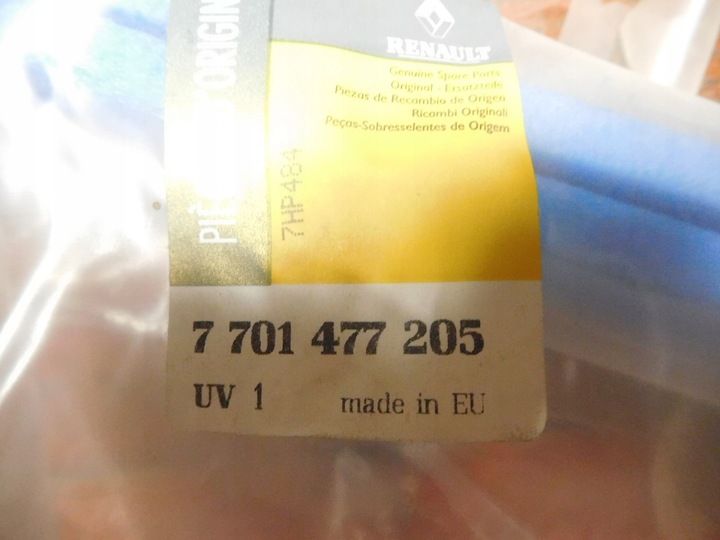 RENAULT
Genuine Spare Parts
Original - Ersatzteile
Piezas de Recambio de Origen
Ricambi Originali
Peças-Sobresselentes de Origem
7HP484
7 701 477 205
UV 1 made in EU